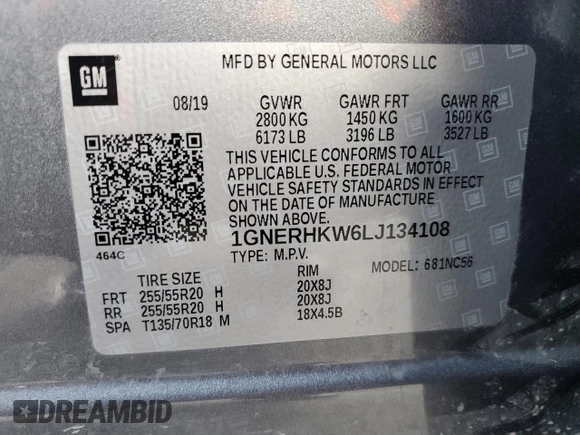 GM
MFD BY GENERAL MOTORS LLC
08/19 GVWR GAWR FRT GAWR RR
2800 KG 1450 KG 1600 KG
6173 LB 3196 LB 3527 LB
THIS VEHICLE CONFORMS TO ALL
APPLICABLE U.S. FEDERAL MOTOR
VEHICLE SAFETY STANDARDS IN EFFECT
ON THE DATE OF MANUFACTURE
1GNERHKW6LJ134108
464C TYPE: M.P.V. MODEL: 681NC56
TIRE SIZE RIM
FRT 255/55R20 H 20X8J
RR 255/55R20 H 20X8J
SPA T135/70R18 M 18X4.5B
DREAMBID